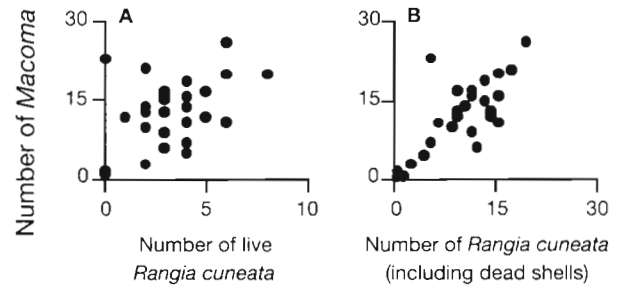 A
B
30
15
0
0
5
10
Number of Macoma
Number of live
Rangia cuneata
30
15
0
0
15
30
Number of Rangia cuneata
(including dead shells)